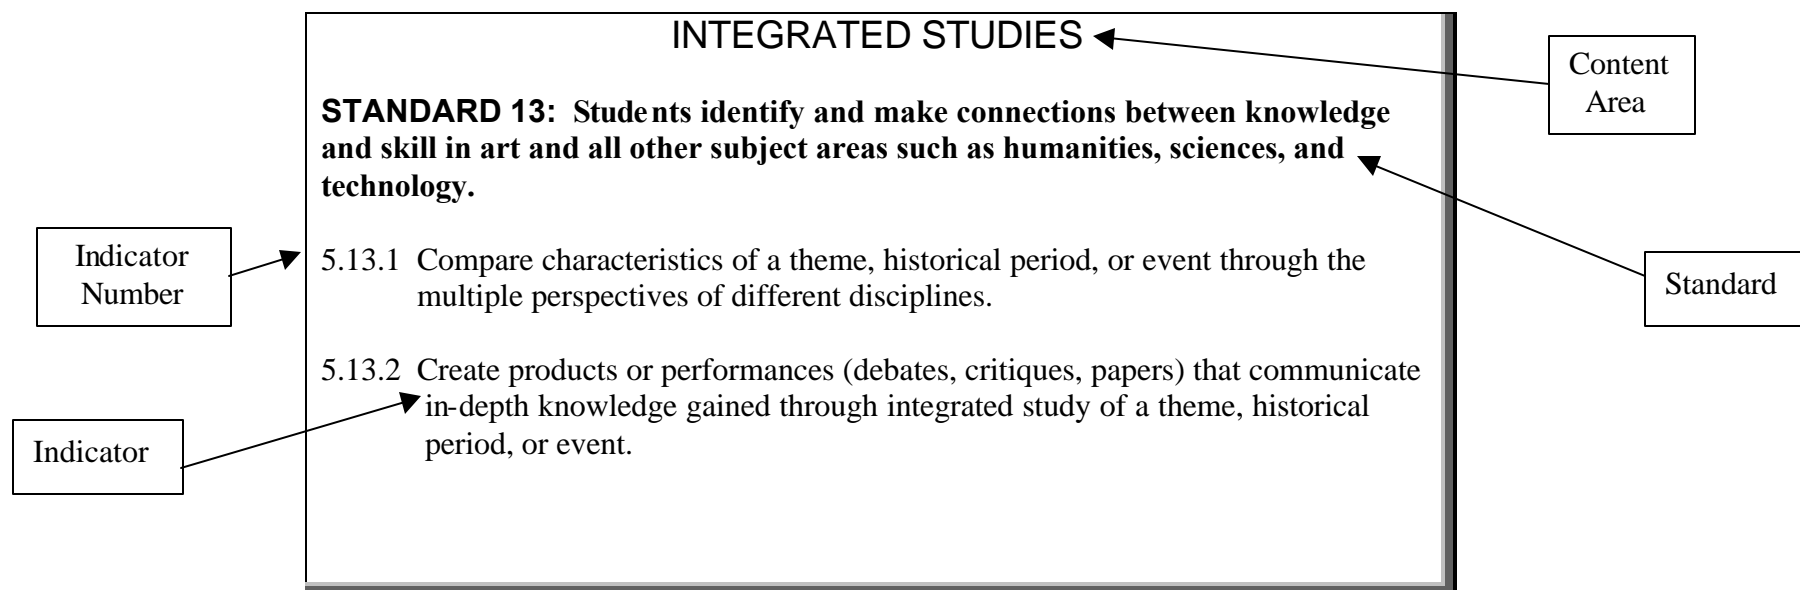 INTEGRATED STUDIES
Content
Area
STANDARD 13: Students identify and make connections between knowledge
and skill in art and all other subject areas such as humanities, sciences, and
technology.
Indicator
Number
5.13.1 Compare characteristics of a theme, historical period, or event through the
multiple perspectives of different disciplines.
Standard
5.13.2 Create products or performances (debates, critiques, papers) that communicate
in-depth knowledge gained through integrated study of a theme, historical
period, or event.
Indicator